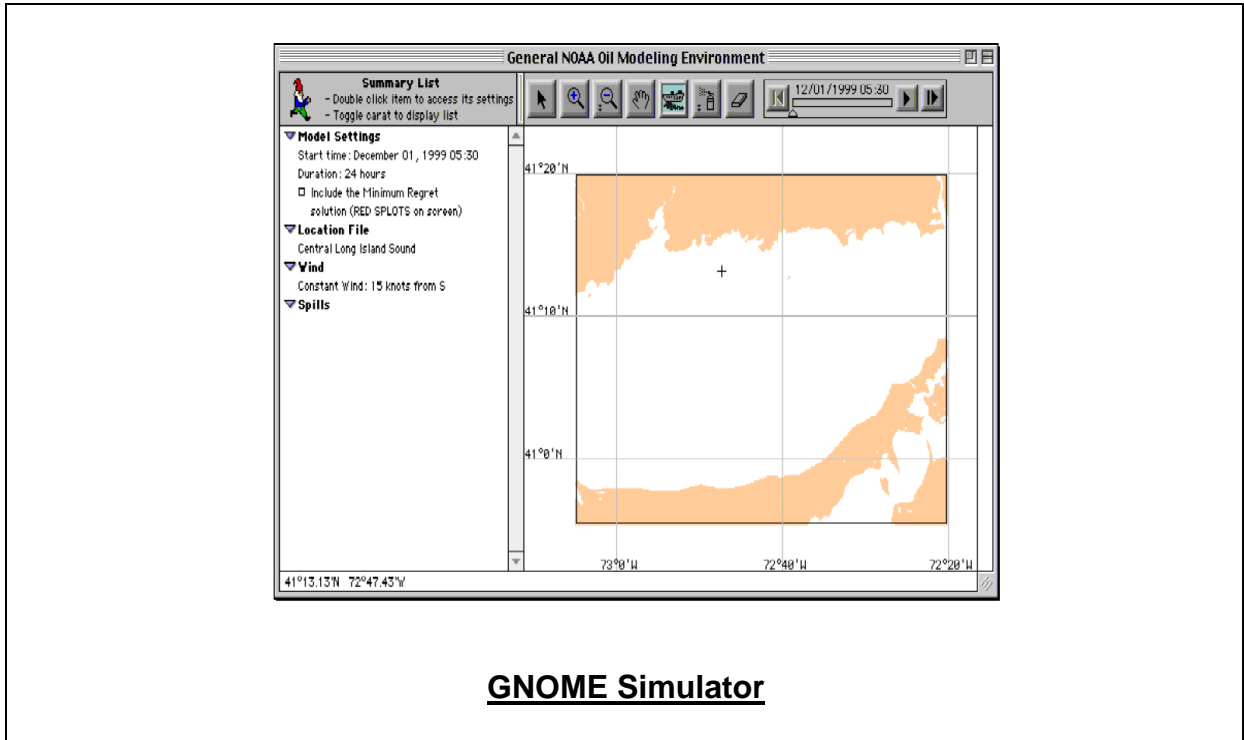 General NOAA Oil Modeling Environment
Summary List
- Double click item to access its settings
- Toggle carat to display list
12/01/1999 05:30
Model Settings
Start time: December 01, 1999 05:30
Duration: 24 hours
Include the Minimum Regret
solution (RED SPLOTS on screen)
Location File
Central Long Island Sound
Wind
Constant Wind: 15 knots from S
Spills
41°20'N
41°10'N
41°0'N
73°0'W
72°40'W
72°20'W
41°13.13'N 72°47.43'W
GNOME Simulator